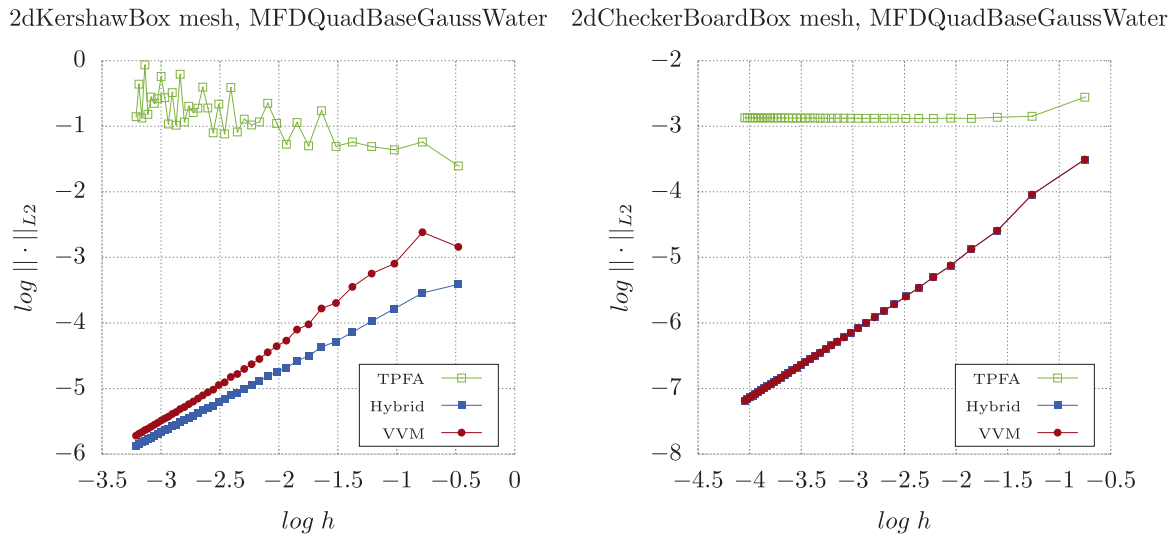 2dKershawBox mesh, MFDQuadBaseGaussWater
0
−1
−2
−3
−4
−5
−6
log || · ||L2
TPFA
Hybrid
VVM
−3.5 −3 −2.5 −2 −1.5 −1 −0.5 0
log h
2dCheckerBoardBox mesh, MFDQuadBaseGaussWater
−2
−3
−4
−5
−6
−7
−8
log || · ||L2
TPFA
Hybrid
VVM
−4.5 −4 −3.5 −3 −2.5 −2 −1.5 −1 −0.5
log h